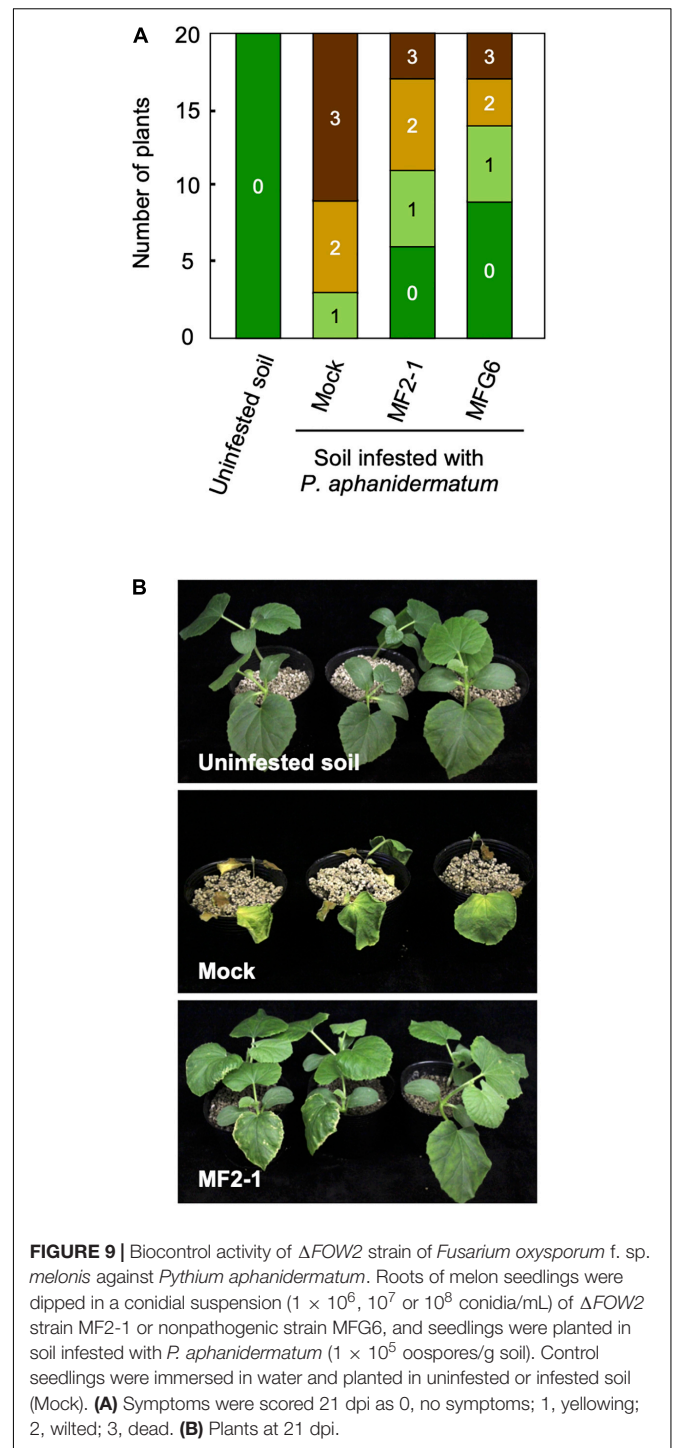 A
20
15
10
5
0
Number of plants
0
3
2
1
3
2
1
0
3
2
1
0
Uninfested soil
Mock
MF2-1
MFG6
Soil infested with
P. aphanidermatum
B
Uninfested soil
Mock
MF2-1
FIGURE 9 | Biocontrol activity of ΔFOW2 strain of Fusarium oxysporum f. sp.
melonis against Pythium aphanidermatum. Roots of melon seedlings were
dipped in a conidial suspension (1 × 10⁶, 10⁷ or 10⁸ conidia/mL) of ΔFOW2
strain MF2-1 or nonpathogenic strain MFG6, and seedlings were planted in
soil infested with P. aphanidermatum (1 × 10⁵ oospores/g soil). Control
seedlings were immersed in water and planted in uninfested or infested soil
(Mock). (A) Symptoms were scored 21 dpi as 0, no symptoms; 1, yellowing;
2, wilted; 3, dead. (B) Plants at 21 dpi.